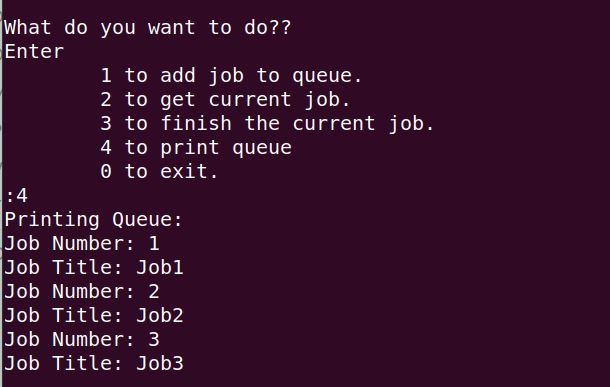 What do you want to do??
Enter
        1 to add job to queue.
        2 to get current job.
        3 to finish the current job.
        4 to print queue
        0 to exit.
:4
Printing Queue:
Job Number: 1
Job Title: Job1
Job Number: 2
Job Title: Job2
Job Number: 3
Job Title: Job3